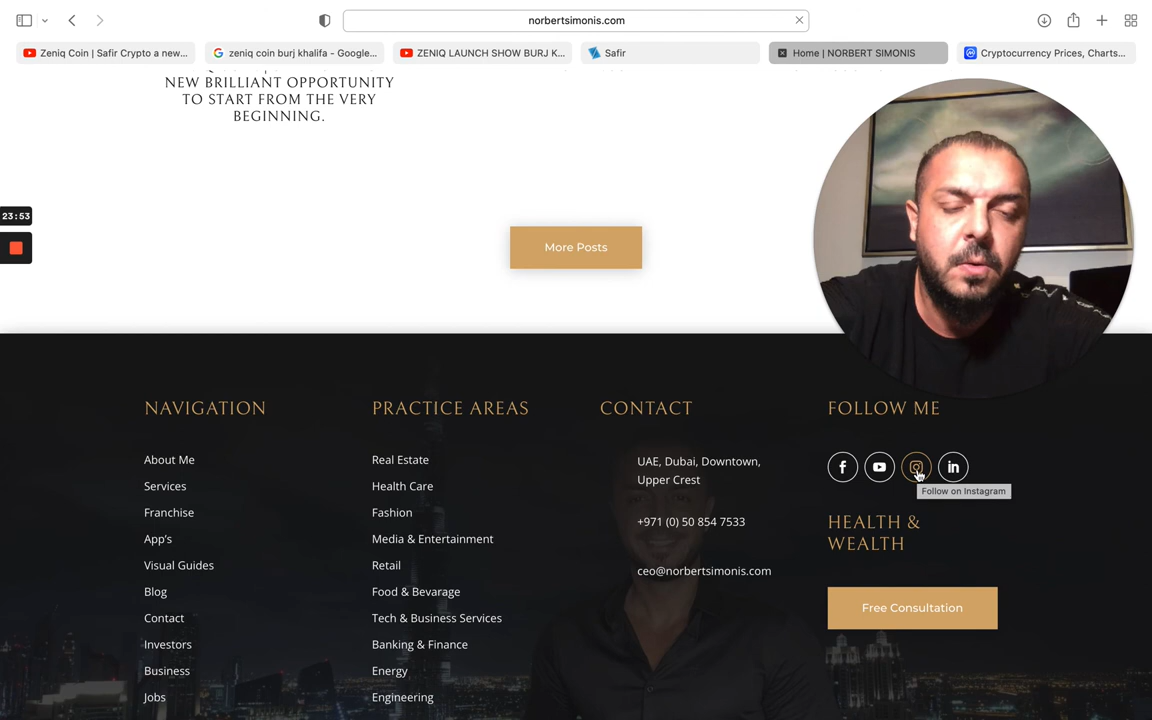 norbertsimonis.com
Zeniq Coin | Safir Crypto a new...
zeniq coin burj khalifa - Google...
ZENIQ LAUNCH SHOW BURJ K...
Safir
Home | NORBERT SIMONIS
Cryptocurrency Prices, Charts...
NEW BRILLIANT OPPORTUNITY
TO START FROM THE VERY
BEGINNING.
23:53
More Posts
NAVIGATION
About Me
Services
Franchise
App's
Visual Guides
Blog
Contact
Investors
Business
Jobs
PRACTICE AREAS
Real Estate
Health Care
Fashion
Media & Entertainment
Retail
Food & Bevarage
Tech & Business Services
Banking & Finance
Energy
Engineering
CONTACT
UAE, Dubai, Downtown,
Upper Crest
+971 (0) 50 854 7533
ceo@norbertsimonis.com
FOLLOW ME
Follow on Instagram
HEALTH &
WEALTH
Free Consultation